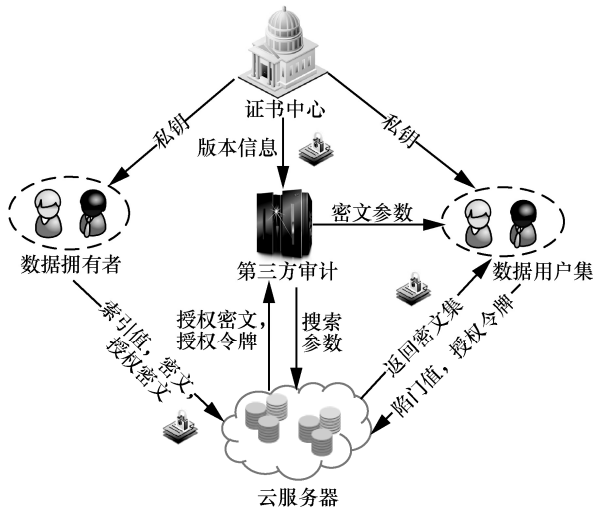 证书中心
私钥
私钥
版本信息
密文参数
数据拥有者
第三方审计
数据用户集
索引值，密文，
授权密文
授权密文，
授权令牌
搜索
参数
返回密文集
陷门值，授权令牌
云服务器